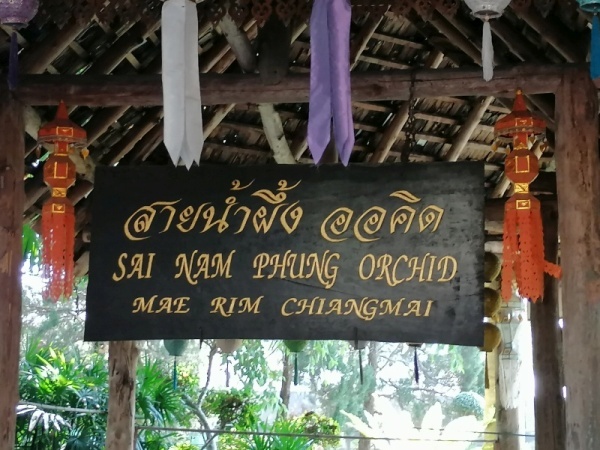 สายน้ำผึ้ง ออคิด
SAI NAM PHUNG ORCHID
MAE RIM CHIANGMAI